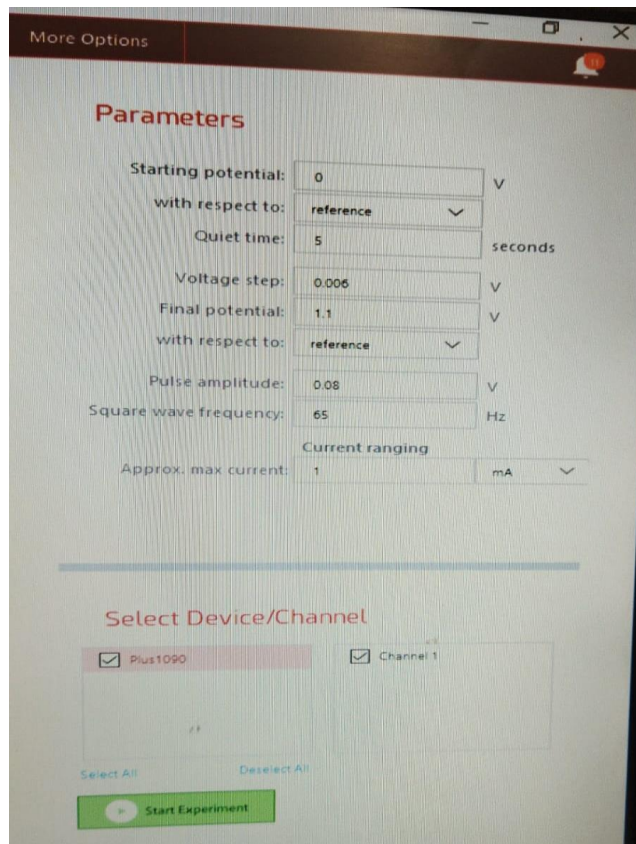 More Options
11
Parameters
Starting potential: 0 V
with respect to: reference
Quiet time: 5 seconds
Voltage step: 0.006 V
Final potential: 1.1 V
with respect to: reference
Pulse amplitude: 0.08 V
Square wave frequency: 65 Hz
Current ranging
Approx. max current: 1 mA
Select Device/Channel
Plus1090 Channel 1
Select All Deselect All
Start Experiment